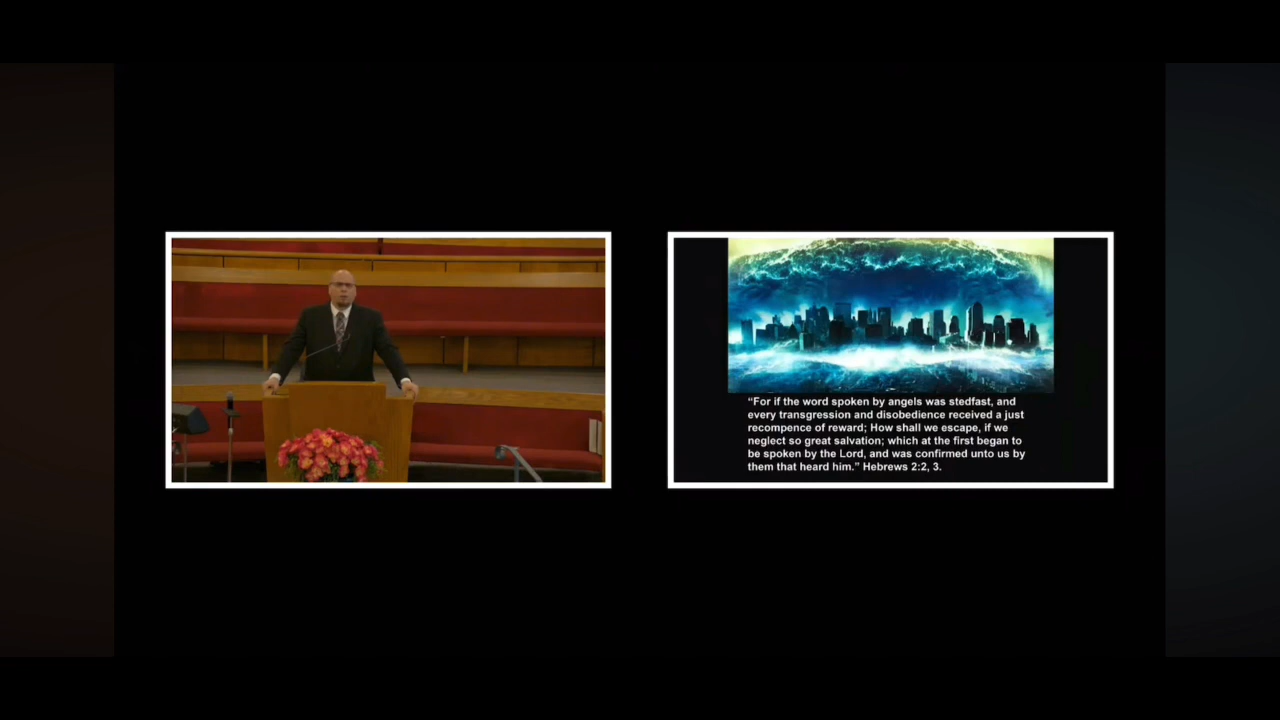 “For if the word spoken by angels was stedfast, and
every transgression and disobedience received a just
recompence of reward; How shall we escape, if we
neglect so great salvation; which at the first began to
be spoken by the Lord, and was confirmed unto us by
them that heard him.” Hebrews 2:2, 3.